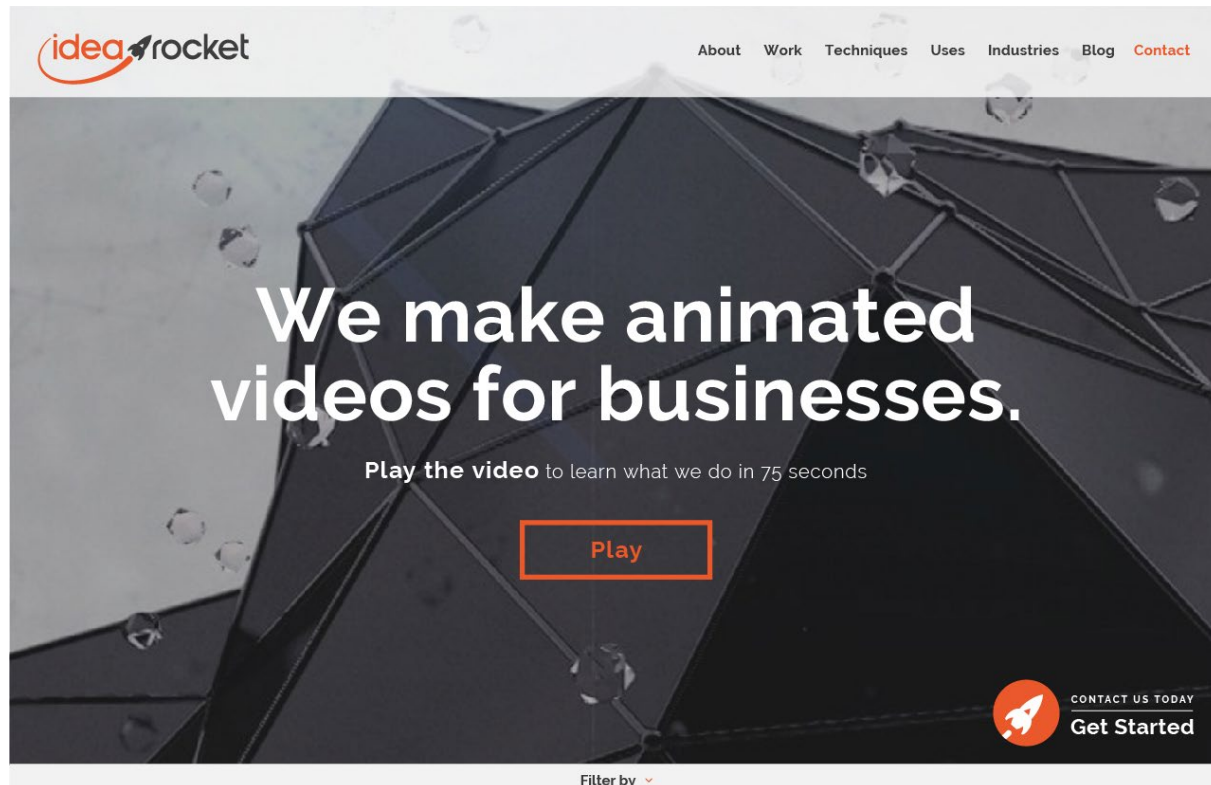 idea rocket
About Work Techniques Uses Industries Blog Contact
We make animated
videos for businesses.
Play the video to learn what we do in 75 seconds
Play
CONTACT US TODAY
Get Started
Filter by